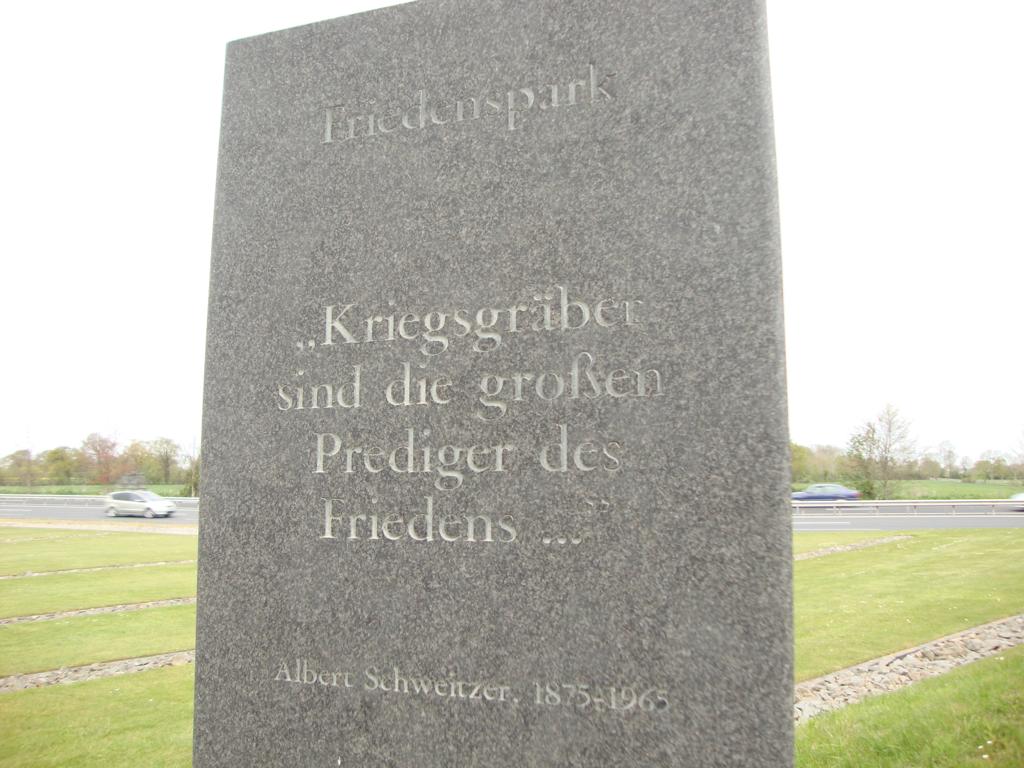 Friedenspark
„Kriegsgräber
sind die großen
Prediger des
Friedens ...“
Albert Schweitzer, 1875-1965